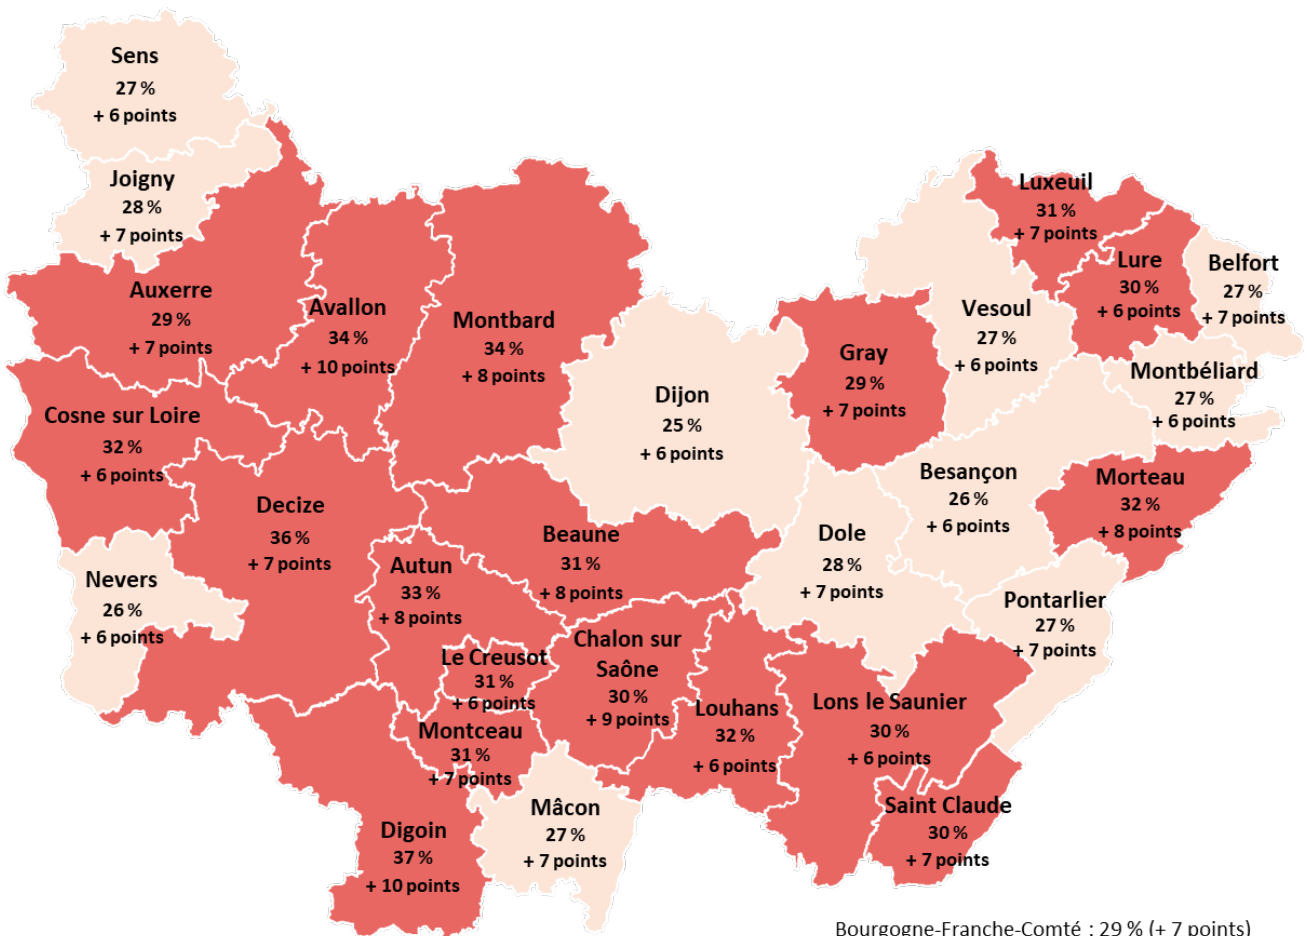 Sens
27 %
+ 6 points
Joigny
28 %
+ 7 points
Auxerre
29 %
+ 7 points
Avallon
34 %
+ 10 points
Montbard
34 %
+ 8 points
Luxeuil
31 %
+ 7 points
Lure
30 %
+ 6 points
Belfort
27 %
+ 7 points
Vesoul
27 %
+ 6 points
Gray
29 %
+ 7 points
Montbéliard
27 %
+ 6 points
Dijon
25 %
+ 6 points
Cosne sur Loire
32 %
+ 6 points
Decize
36 %
+ 7 points
Besançon
26 %
+ 6 points
Morteau
32 %
+ 8 points
Beaune
31 %
+ 8 points
Dole
28 %
+ 7 points
Autun
33 %
+ 8 points
Nevers
26 %
+ 6 points
Pontarlier
27 %
+ 7 points
Le Creusot
31 %
+ 6 points
Chalon sur
Saône
30 %
+ 9 points
Louhans
32 %
+ 6 points
Lons le Saunier
30 %
+ 6 points
Montceau
31 %
+ 7 points
Saint Claude
30 %
+ 7 points
Mâcon
27 %
+ 7 points
Digoin
37 %
+ 10 points
Bourgogne-Franche-Comté : 29 % (+ 7 points)